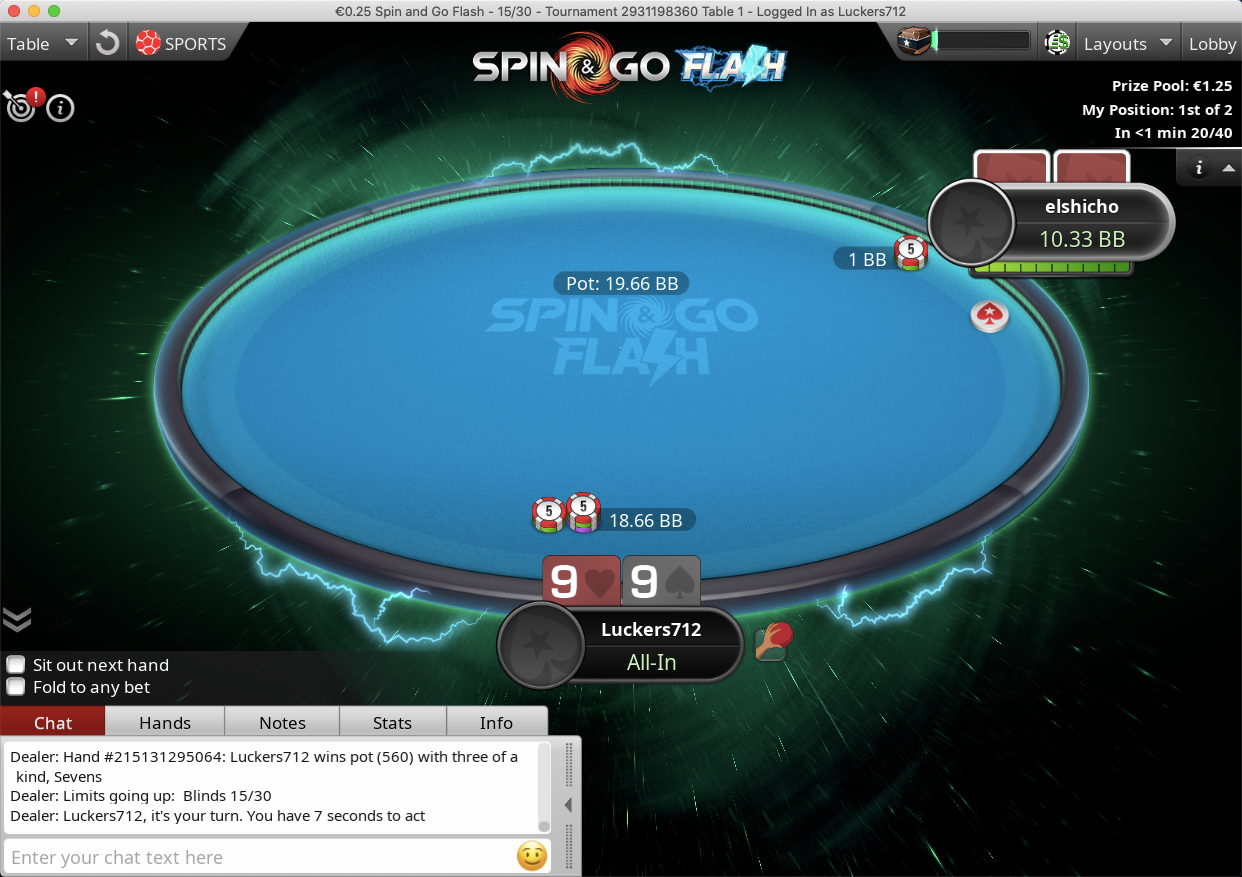 €0.25 Spin and Go Flash - 15/30 - Tournament 2931198360 Table 1 - Logged In as Luckers712
Table
SPORTS
SPIN & GO FLASH
$
Layouts
Lobby
!
i
Prize Pool: €1.25
My Position: 1st of 2
In <1 min 20/40
i
elshicho
10.33 BB
1 BB
5
Pot: 19.66 BB
SPIN & GO
FLASH
5
5
18.66 BB
9
9
Luckers712
All-In
Sit out next hand
Fold to any bet
Chat
Hands
Notes
Stats
Info
Dealer: Hand #215131295064: Luckers712 wins pot (560) with three of a
kind, Sevens
Dealer: Limits going up:  Blinds 15/30
Dealer: Luckers712, it's your turn. You have 7 seconds to act
Enter your chat text here